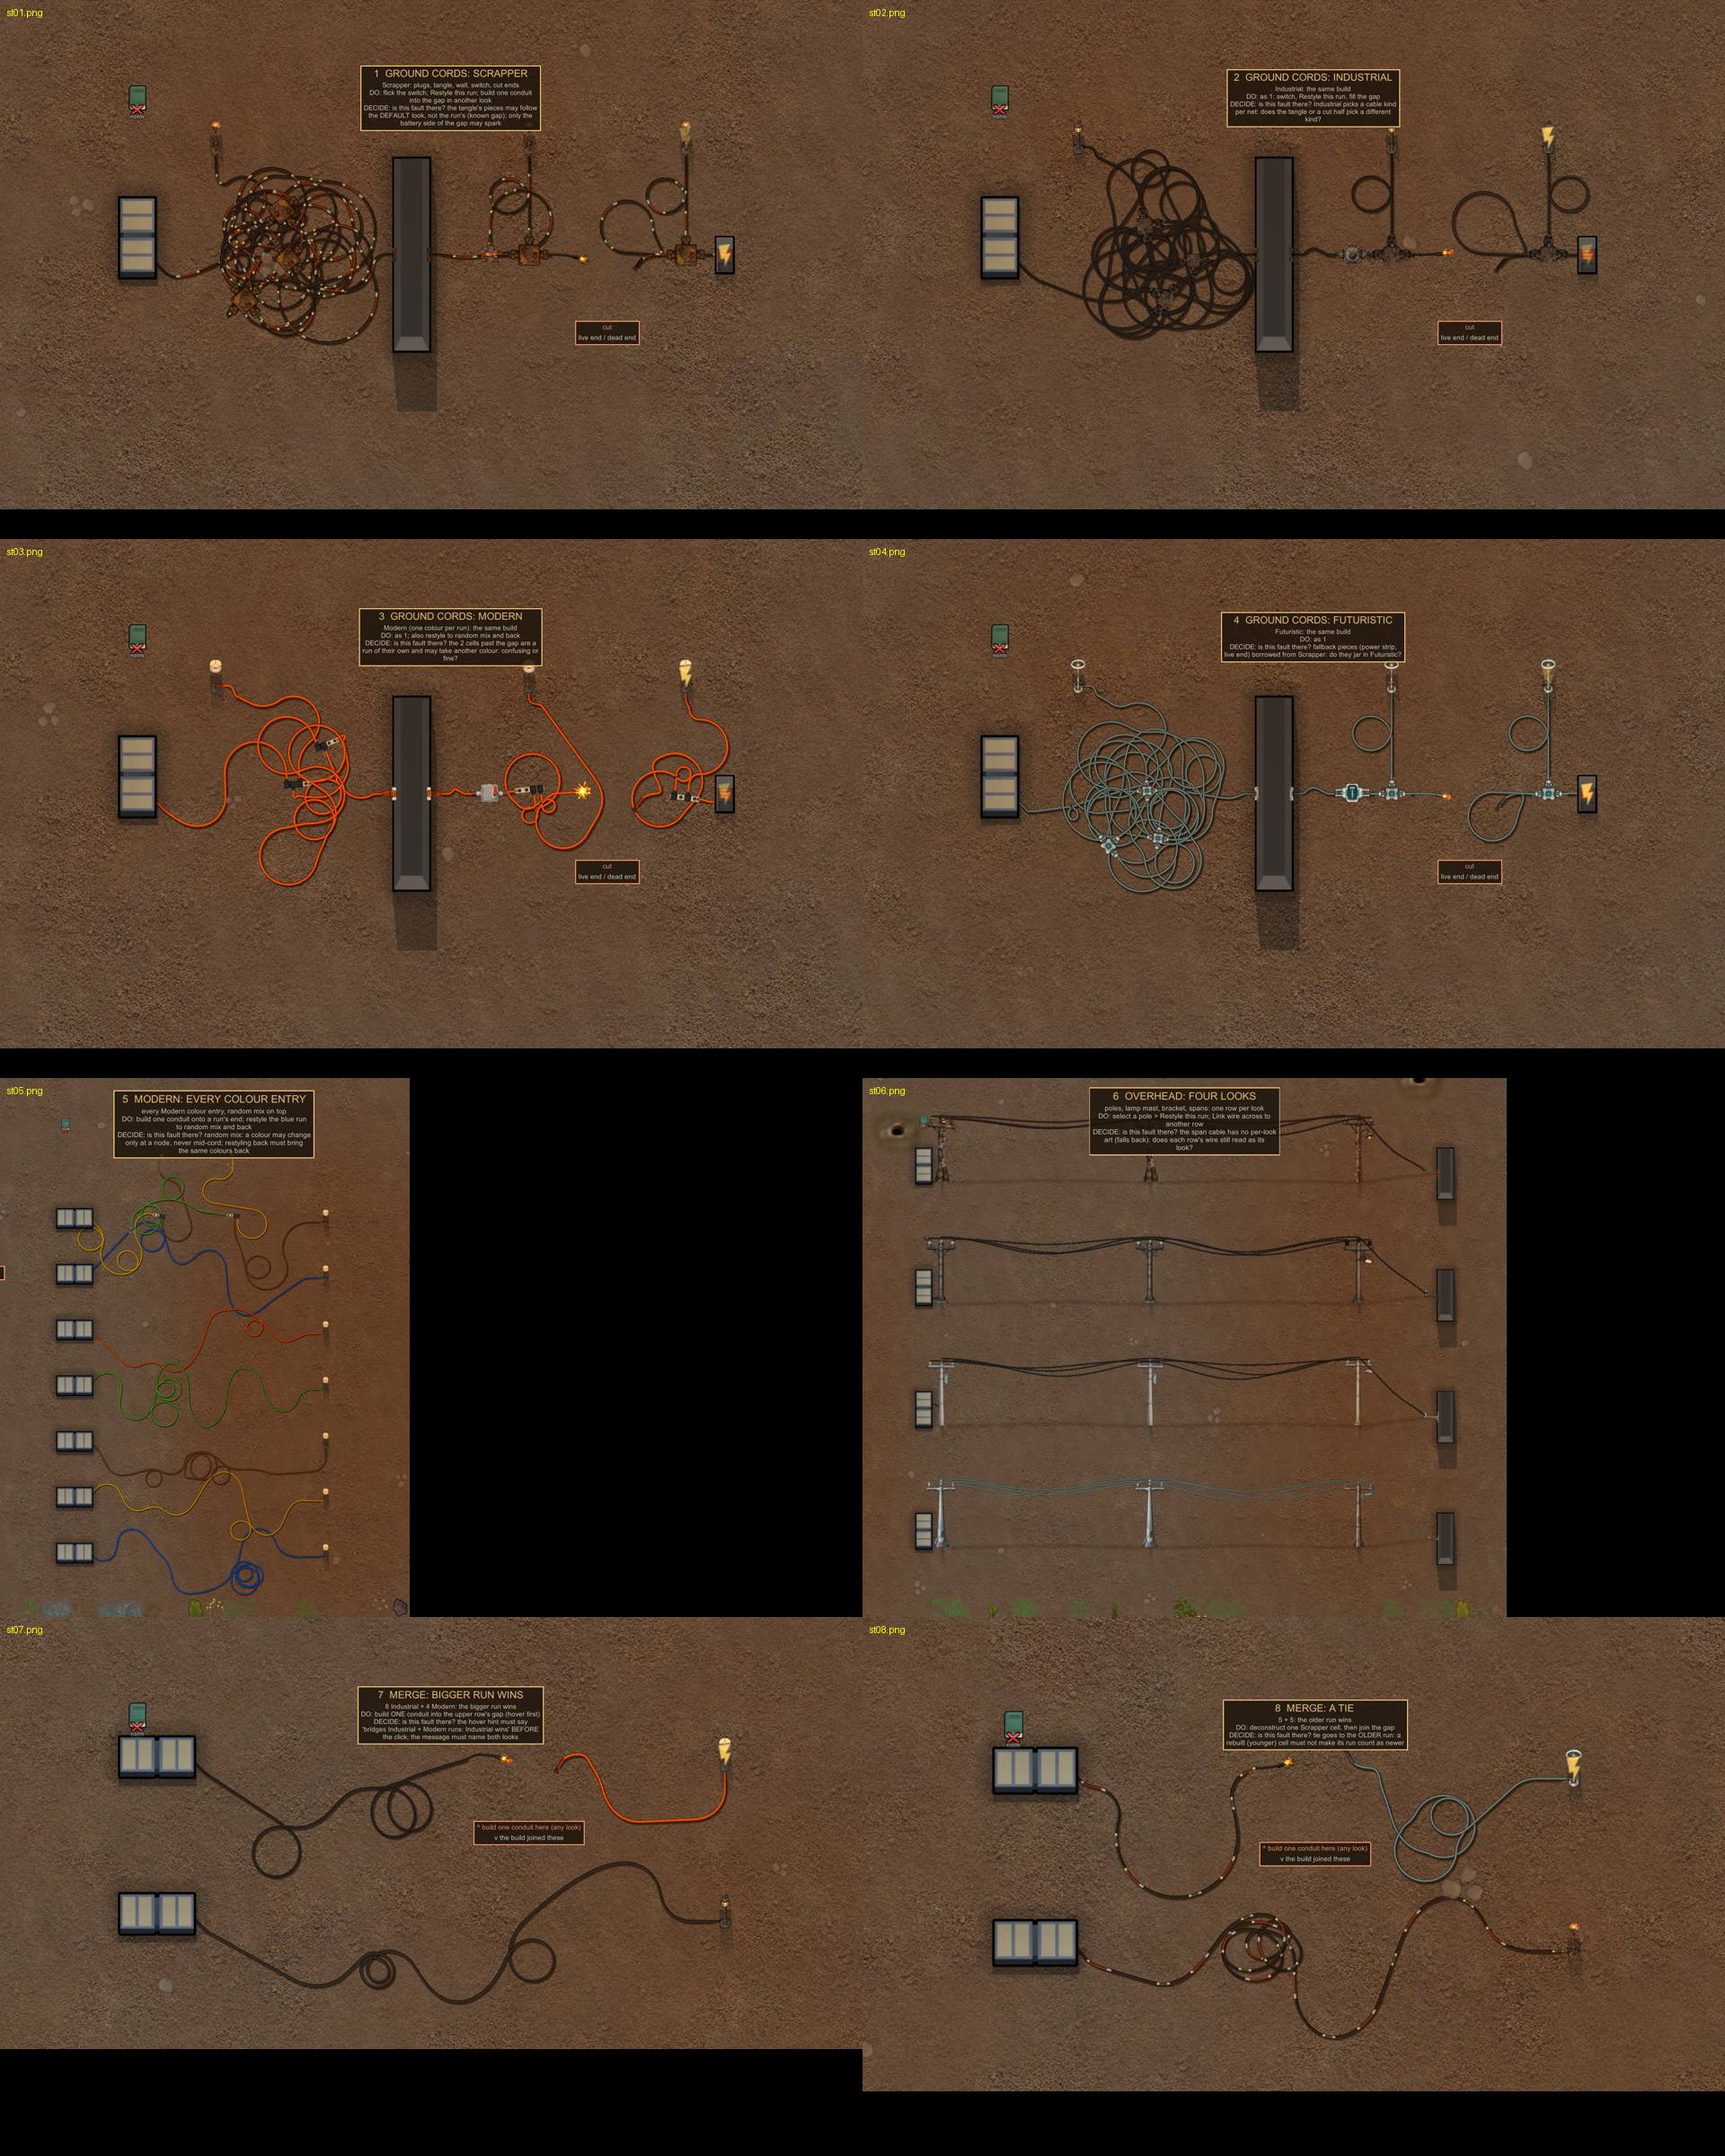 st01.png
1 GROUND CORDS: SCRAPPER
Scrapper: plugs, tangle, wall, switch, cut ends
DO: flick the switch; Restyle this run; build one conduit
into the gap in another look
DECIDE: is this fault there? the tangle's pieces may follow
the DEFAULT look, not the run's (known gap); only the
battery side of the gap may spark
cut
live end / dead end
st02.png
2 GROUND CORDS: INDUSTRIAL
Industrial: the same build
DO: as 1: switch, Restyle this run, fill the gap
DECIDE: is this fault there? Industrial picks a cable kind
per net: does the tangle or a cut half pick a different
kind?
cut
live end / dead end
st03.png
3 GROUND CORDS: MODERN
Modern (one colour per run): the same build
DO: as 1; also restyle to random mix and back
DECIDE: is this fault there? the 2 cells past the gap are a
run of their own and may take another colour: confusing or
fine?
cut
live end / dead end
st04.png
4 GROUND CORDS: FUTURISTIC
Futuristic: the same build
DO: as 1
DECIDE: is this fault there? fallback pieces (power strip,
live end) borrowed from Scrapper: do they jar in Futuristic?
cut
live end / dead end
st05.png
5 MODERN: EVERY COLOUR ENTRY
every Modern colour entry, random mix on top
DO: build one conduit onto a run's end; restyle the blue run
to random mix and back
DECIDE: is this fault there? random mix: a colour may change
only at a node, never mid-cord; restyling back must bring
the same colours back
st06.png
6 OVERHEAD: FOUR LOOKS
poles, lamp mast, bracket, spans: one row per look
DO: select a pole > Restyle this run; Link wire across to
another row
DECIDE: is this fault there? the span cable has no per-look
art (falls back): does each row's wire still read as its
look?
st07.png
7 MERGE: BIGGER RUN WINS
8 Industrial + 4 Modern: the bigger run wins
DO: build ONE conduit into the upper row's gap (hover first)
DECIDE: is this fault there? the hover hint must say
'bridges Industrial + Modern runs: Industrial wins' BEFORE
the click; the message must name both looks
^ build one conduit here (any look)
v the build joined these
st08.png
8 MERGE: A TIE
5 + 5: the older run wins
DO: deconstruct one Scrapper cell, then join the gap
DECIDE: is this fault there? tie goes to the OLDER run: a
rebuilt (younger) cell must not make its run count as newer
^ build one conduit here (any look)
v the build joined these